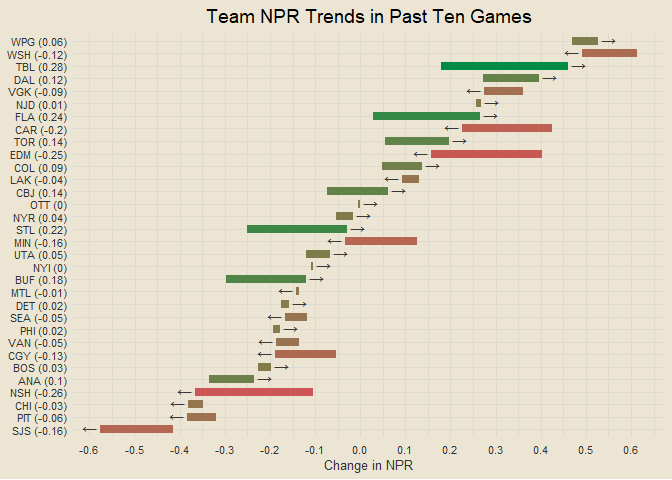 Team NPR Trends in Past Ten Games
WPG (0.06)
WSH (-0.12)
TBL (0.28)
DAL (0.12)
VGK (-0.09)
NJD (0.01)
FLA (0.24)
CAR (-0.2)
TOR (0.14)
EDM (-0.25)
COL (0.09)
LAK (-0.04)
CBJ (0.14)
OTT (0)
NYR (0.04)
STL (0.22)
MIN (-0.16)
UTA (0.05)
NYI (0)
BUF (0.18)
MTL (-0.01)
DET (0.02)
SEA (-0.05)
PHI (0.02)
VAN (-0.05)
CGY (-0.13)
BOS (0.03)
ANA (0.1)
NSH (-0.26)
CHI (-0.03)
PIT (-0.06)
SJS (-0.16)
-0.6 -0.5 -0.4 -0.3 -0.2 -0.1 0.0 0.1 0.2 0.3 0.4 0.5 0.6
Change in NPR